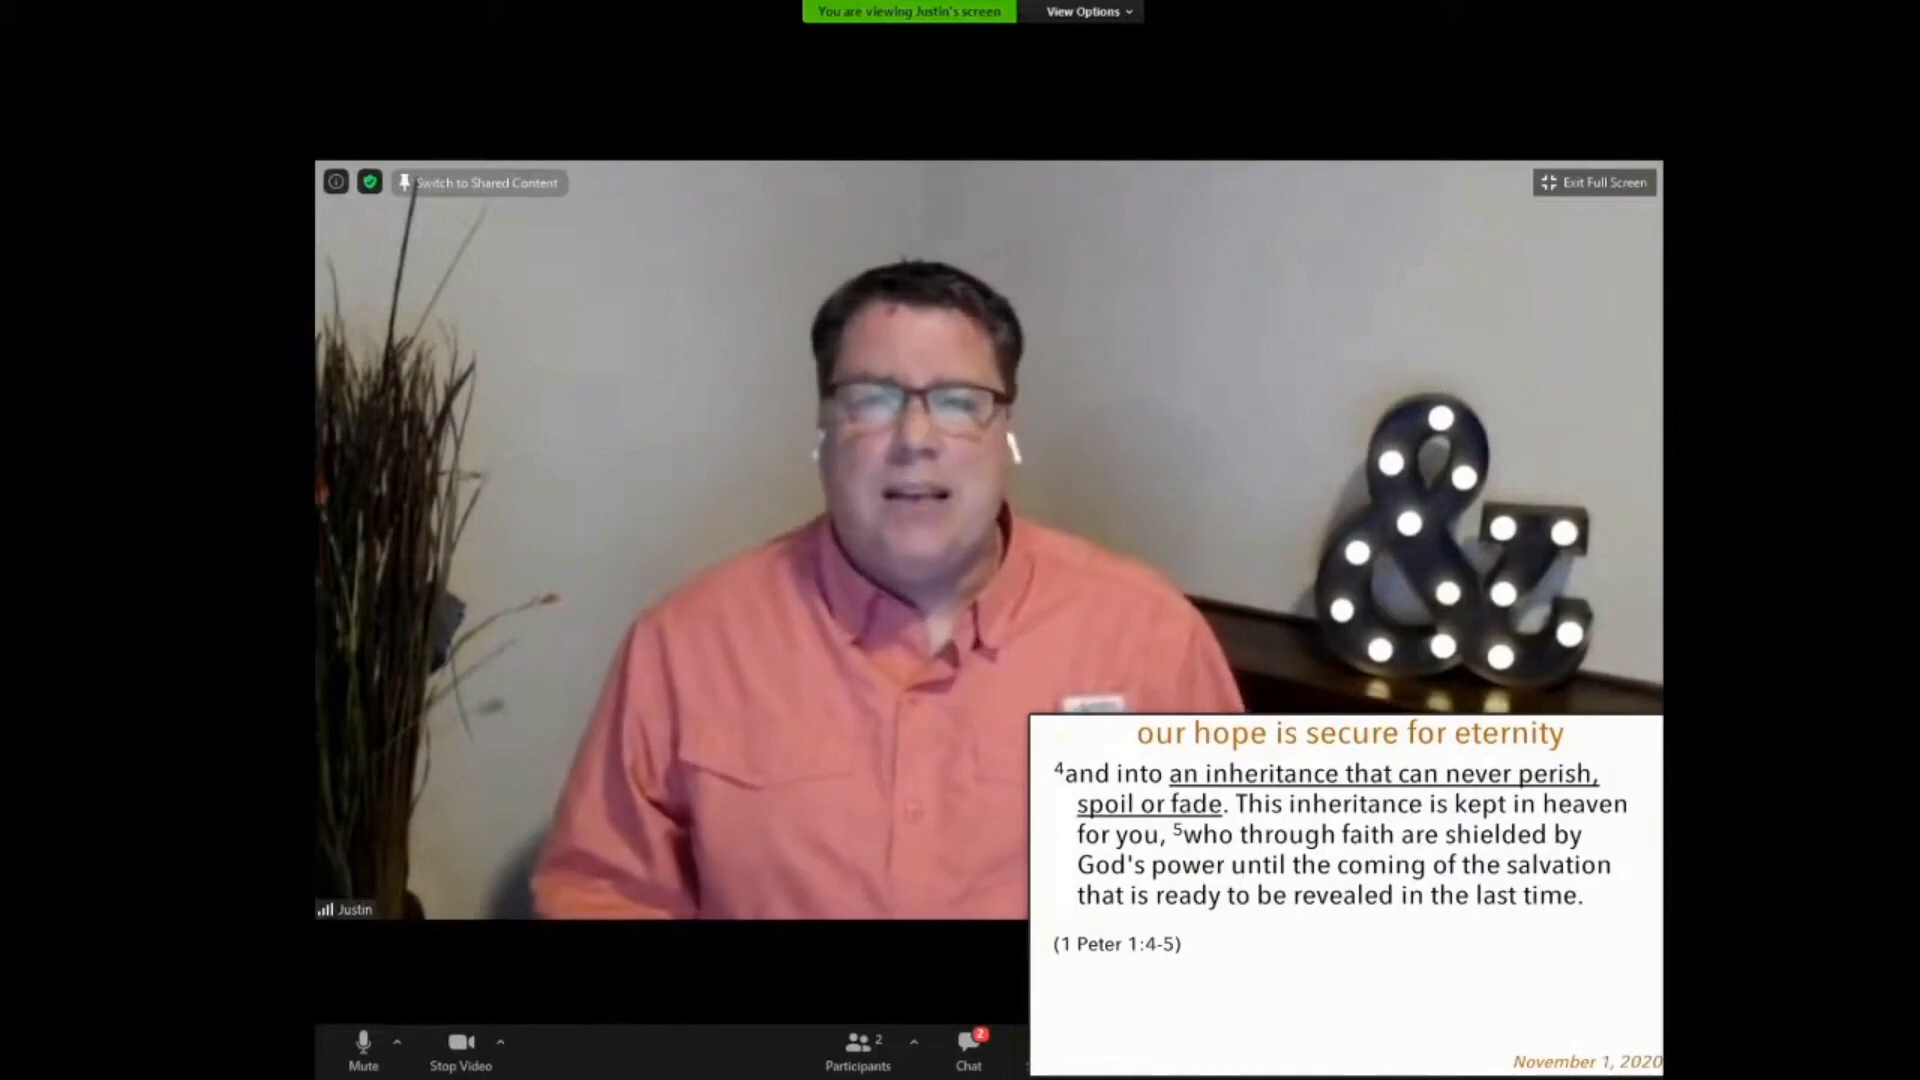 You are viewing Justin's screen
View Options
Switch to Shared Content
Exit Full Screen
our hope is secure for eternity
4and into an inheritance that can never perish,
spoil or fade. This inheritance is kept in heaven
for you, 5who through faith are shielded by
God's power until the coming of the salvation
that is ready to be revealed in the last time.
(1 Peter 1:4-5)
November 1, 2020
Justin
Mute
Stop Video
2
Participants
2
Chat